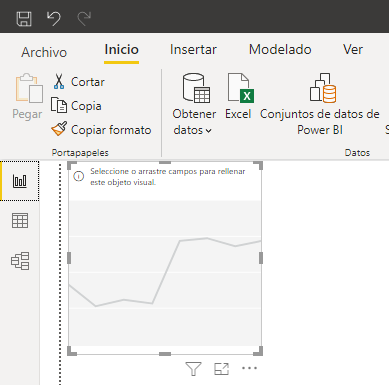 Archivo Inicio Insertar Modelado Ver
Cortar
Pegar
Copia
Copiar formato
Portapapeles
Obtener
datos
Excel
Conjuntos de datos de
Power BI
Datos
Seleccione o arrastre campos para rellenar
este objeto visual.